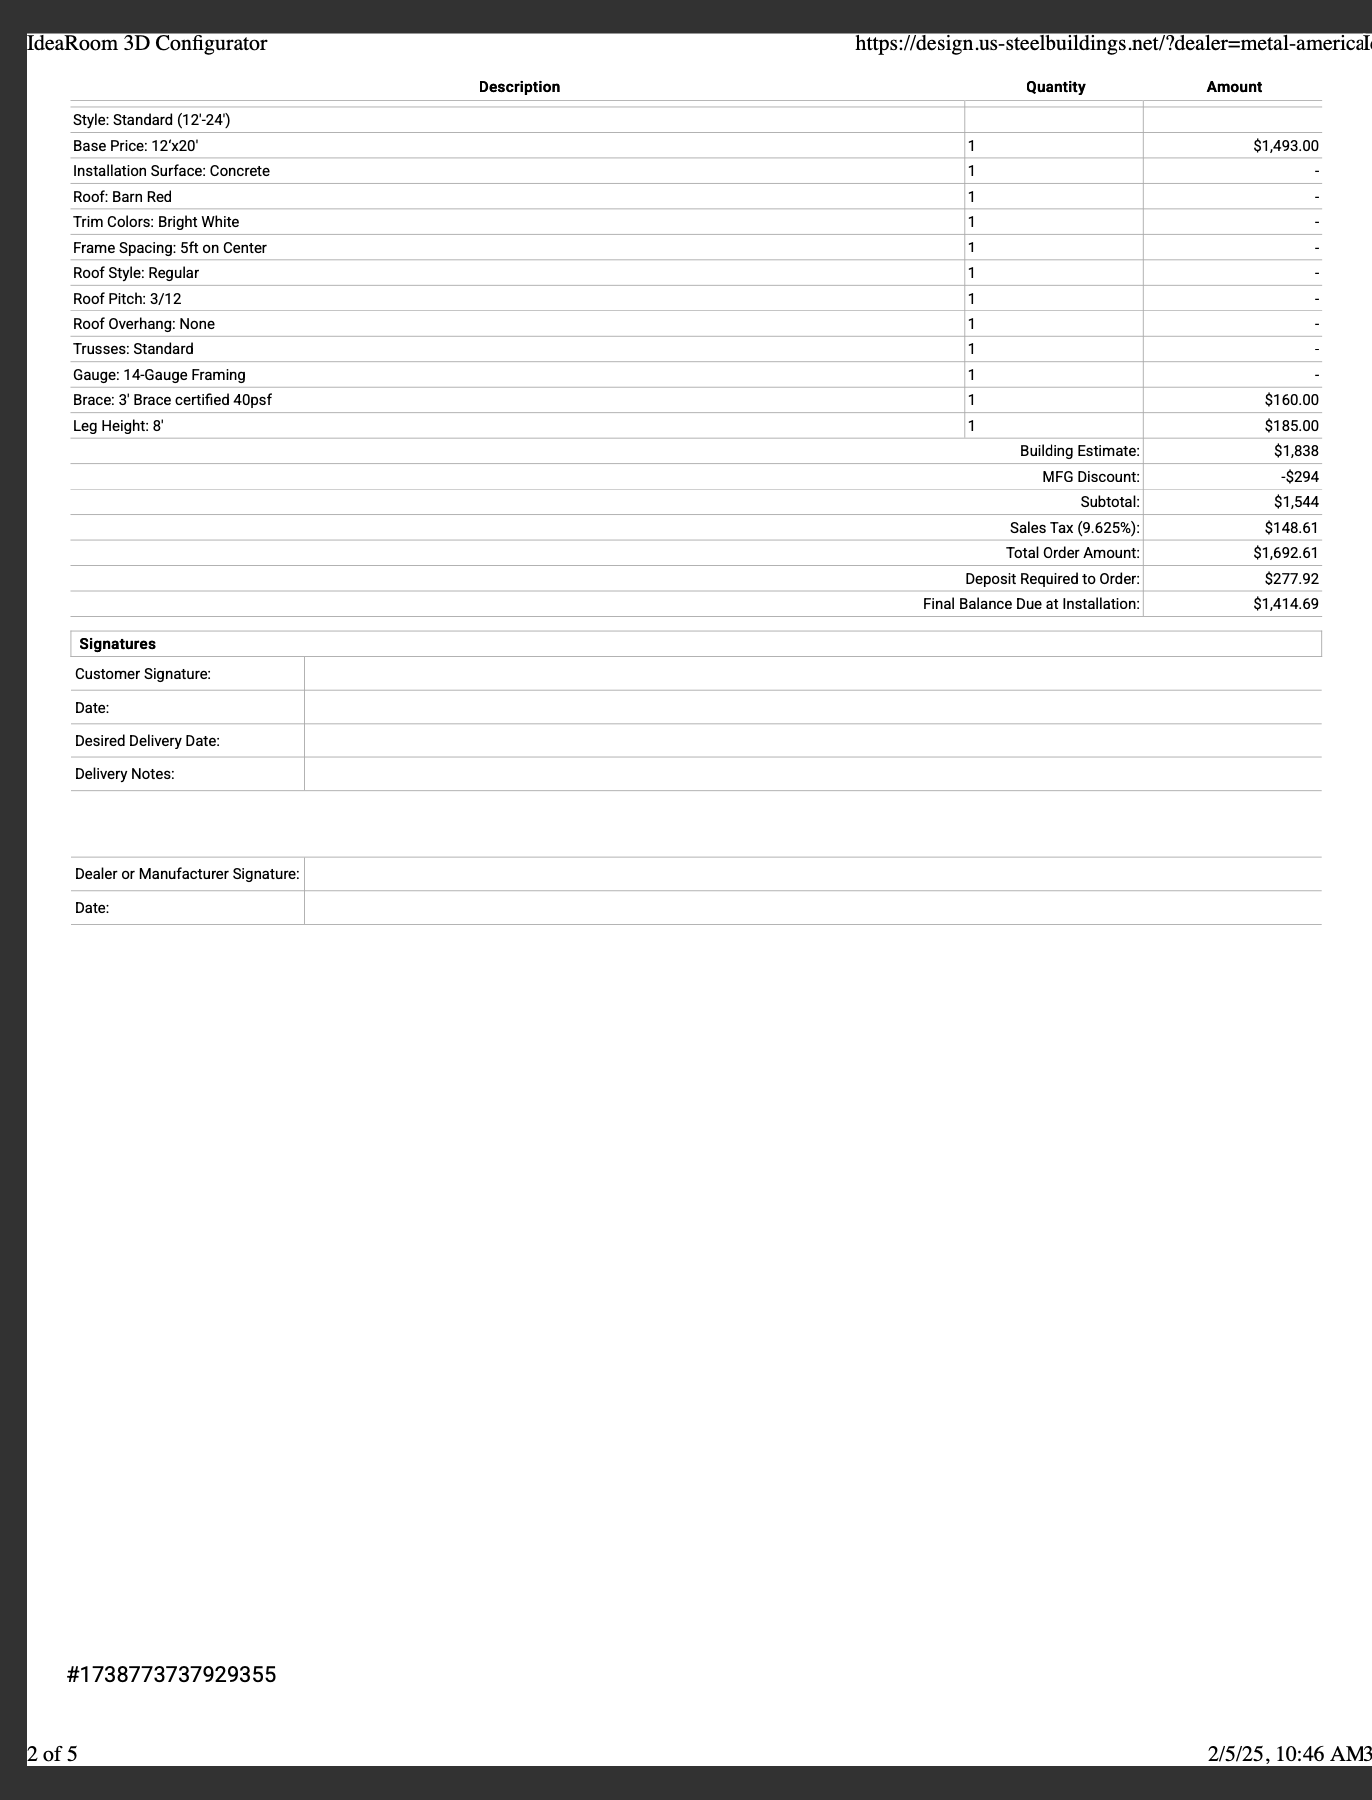 IdeaRoom 3D Configurator https://design.us-steelbuildings.net/?dealer=metal-america
Description Quantity Amount
Style: Standard (12'-24')
Base Price: 12'x20' 1 $1,493.00
Installation Surface: Concrete 1 -
Roof: Barn Red 1 -
Trim Colors: Bright White 1 -
Frame Spacing: 5ft on Center 1 -
Roof Style: Regular 1 -
Roof Pitch: 3/12 1 -
Roof Overhang: None 1 -
Trusses: Standard 1 -
Gauge: 14-Gauge Framing 1 -
Brace: 3' Brace certified 40psf 1 $160.00
Leg Height: 8' 1 $185.00
Building Estimate: $1,838
MFG Discount: -$294
Subtotal: $1,544
Sales Tax (9.625%): $148.61
Total Order Amount: $1,692.61
Deposit Required to Order: $277.92
Final Balance Due at Installation: $1,414.69
Signatures
Customer Signature:
Date:
Desired Delivery Date:
Delivery Notes:
Dealer or Manufacturer Signature:
Date:
#1738773737929355
2 of 5 2/5/25, 10:46 AM